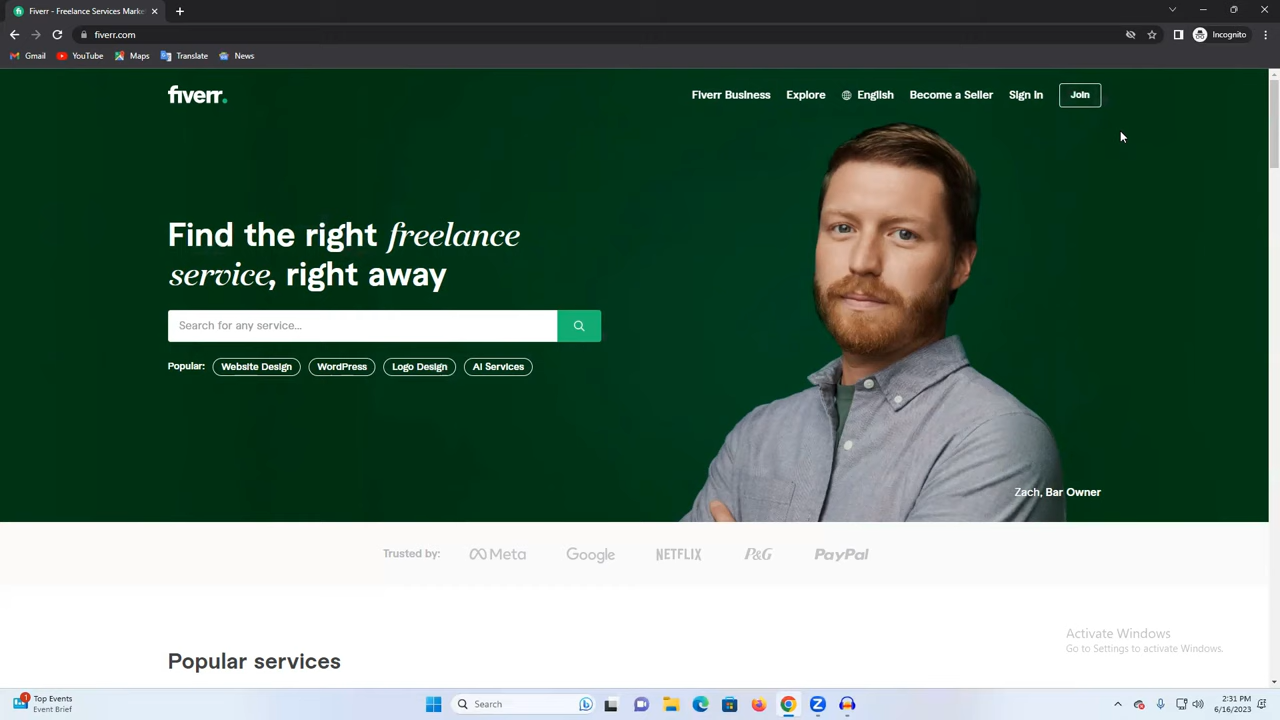 Fiverr - Freelance Services Marke
fiverr.com
Incognito
Gmail YouTube Maps Translate News
fiverr.
Fiverr Business Explore English Become a Seller Sign in Join
Find the right freelance
service, right away
Search for any service...
Popular: Website Design WordPress Logo Design AI Services
Zach, Bar Owner
Trusted by: Meta Google NETFLIX P&G PayPal
Popular services
Activate Windows
Go to Settings to activate Windows.
1
Top Events
Event Brief
Search
2:31 PM
6/16/2023